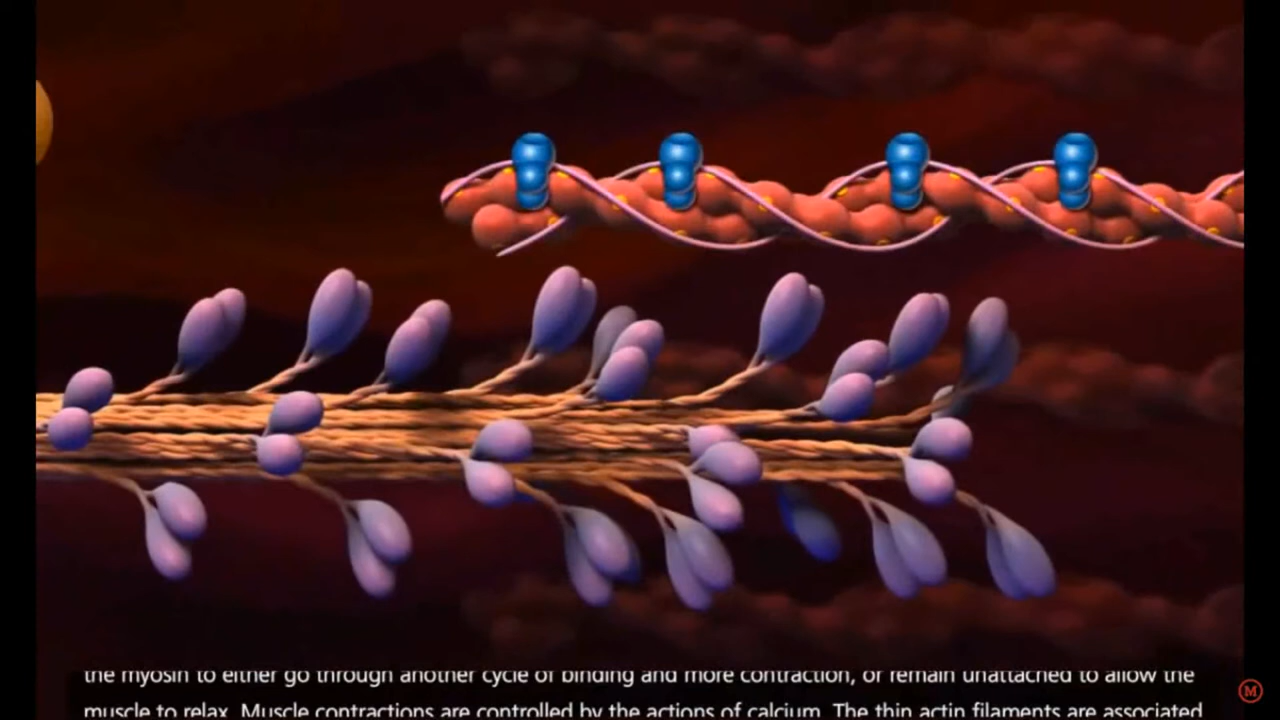 the myosin to either go through another cycle of binding and more contraction, or remain unattached to allow the
muscle to relax. Muscle contractions are controlled by the actions of calcium. The thin actin filaments are associated
M